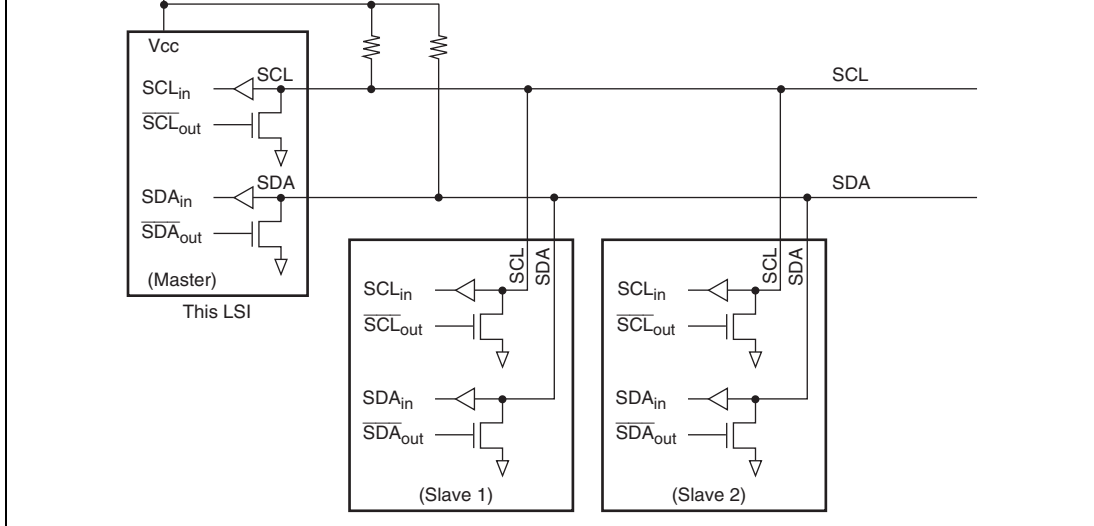 Vcc
SCL
SCL
SCLin
SCLout
SDA
SDA
SDAin
SDAout
(Master)
This LSI
SCL
SDA
SCLin
SCLout
SDAin
SDAout
(Slave 1)
SCL
SDA
SCLin
SCLout
SDAin
SDAout
(Slave 2)